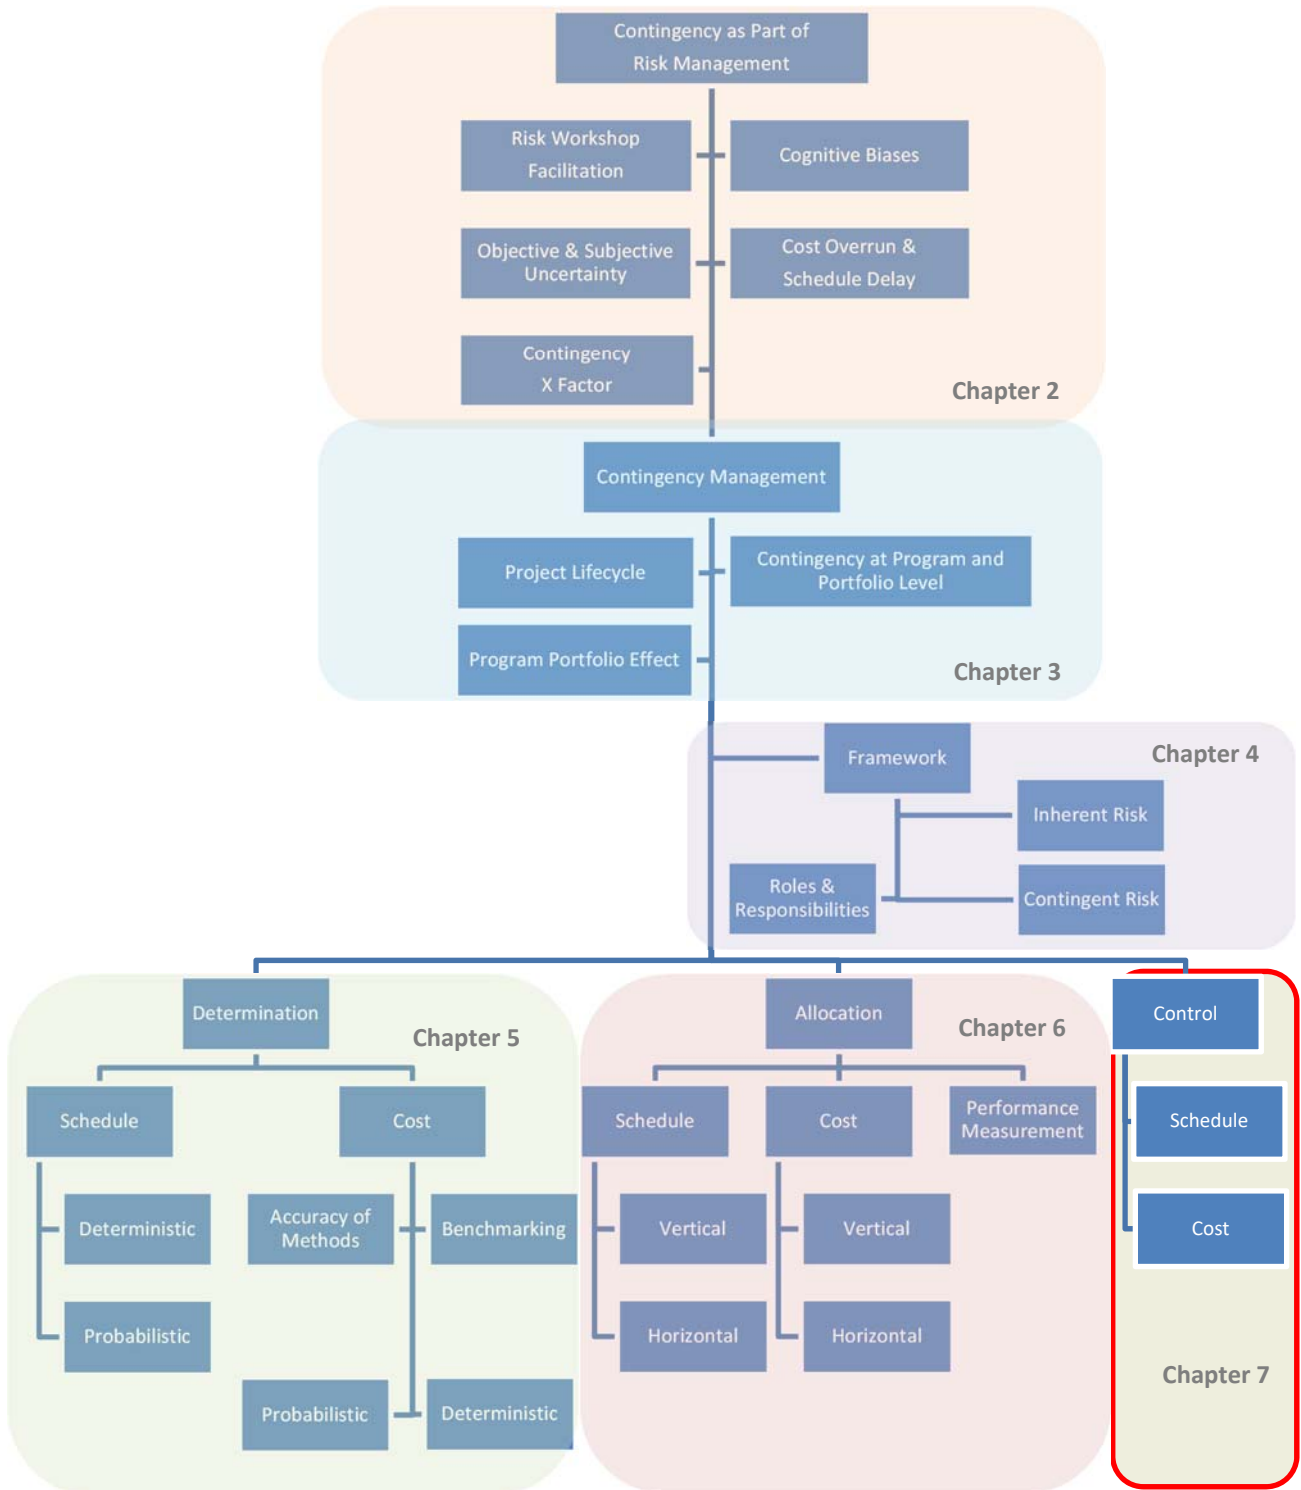 Contingency as Part of
Risk Management
Risk Workshop
Facilitation
Cognitive Biases
Objective & Subjective
Uncertainty
Cost Overrun &
Schedule Delay
Contingency
X Factor
Chapter 2
Contingency Management
Project Lifecycle
Contingency at Program and
Portfolio Level
Program Portfolio Effect
Chapter 3
Framework
Chapter 4
Inherent Risk
Roles &
Responsibilities
Contingent Risk
Determination
Chapter 5
Schedule
Cost
Deterministic
Accuracy of
Methods
Benchmarking
Probabilistic
Probabilistic
Deterministic
Allocation
Chapter 6
Schedule
Cost
Performance
Measurement
Vertical
Vertical
Horizontal
Horizontal
Control
Schedule
Cost
Chapter 7